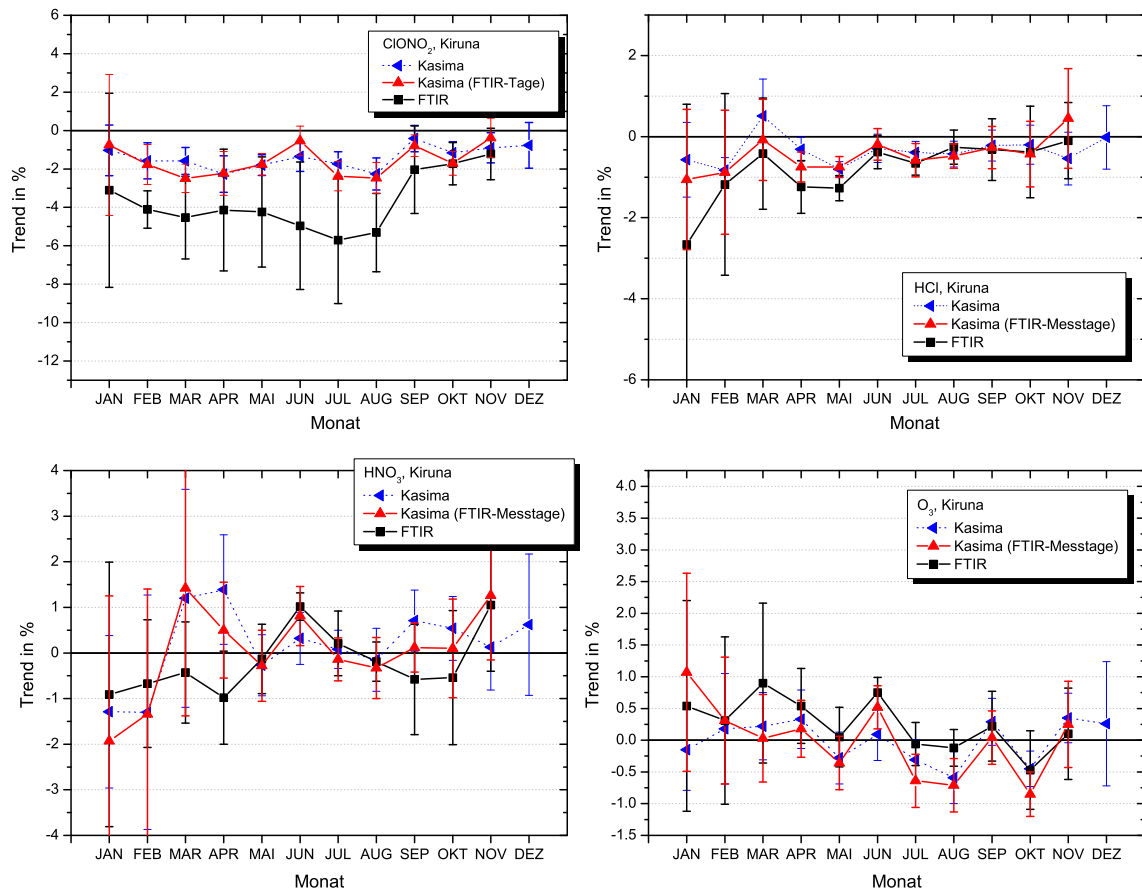 ClONO2, Kiruna
Kasima
Kasima (FTIR-Tage)
FTIR
Trend in %
6
4
2
0
-2
-4
-6
-8
-10
-12
JAN FEB MAR APR MAI JUN JUL AUG SEP OKT NOV DEZ
Monat
HCl, Kiruna
Kasima
Kasima (FTIR-Messtage)
FTIR
Trend in %
2
0
-2
-4
-6
JAN FEB MAR APR MAI JUN JUL AUG SEP OKT NOV DEZ
Monat
HNO3, Kiruna
Kasima
Kasima (FTIR-Messtage)
FTIR
Trend in %
4
3
2
1
0
-1
-2
-3
-4
JAN FEB MAR APR MAI JUN JUL AUG SEP OKT NOV DEZ
Monat
O3, Kiruna
Kasima
Kasima (FTIR-Messtage)
FTIR
Trend in %
4.0
3.5
3.0
2.5
2.0
1.5
1.0
0.5
0.0
-0.5
-1.0
-1.5
JAN FEB MAR APR MAI JUN JUL AUG SEP OKT NOV DEZ
Monat